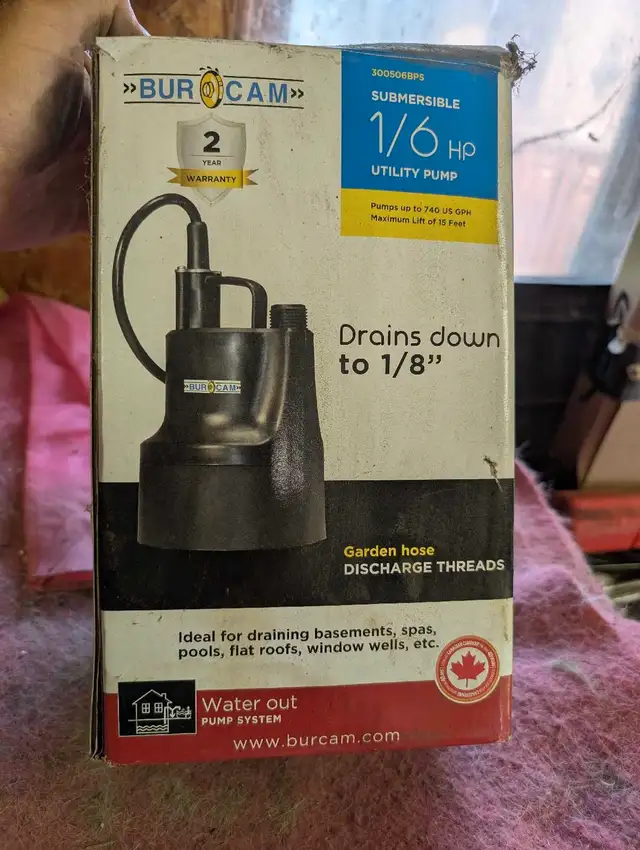 BURCAM
2
YEAR
WARRANTY
300506BPS
SUBMERSIBLE
1/6 HP
UTILITY PUMP
Pumps up to 740 US GPH
Maximum Lift of 15 Feet
BURCAM
Drains down
to 1/8”
Garden hose
DISCHARGE THREADS
Ideal for draining basements, spas,
pools, flat roofs, window wells, etc.
Water out
PUMP SYSTEM
www.burcam.com